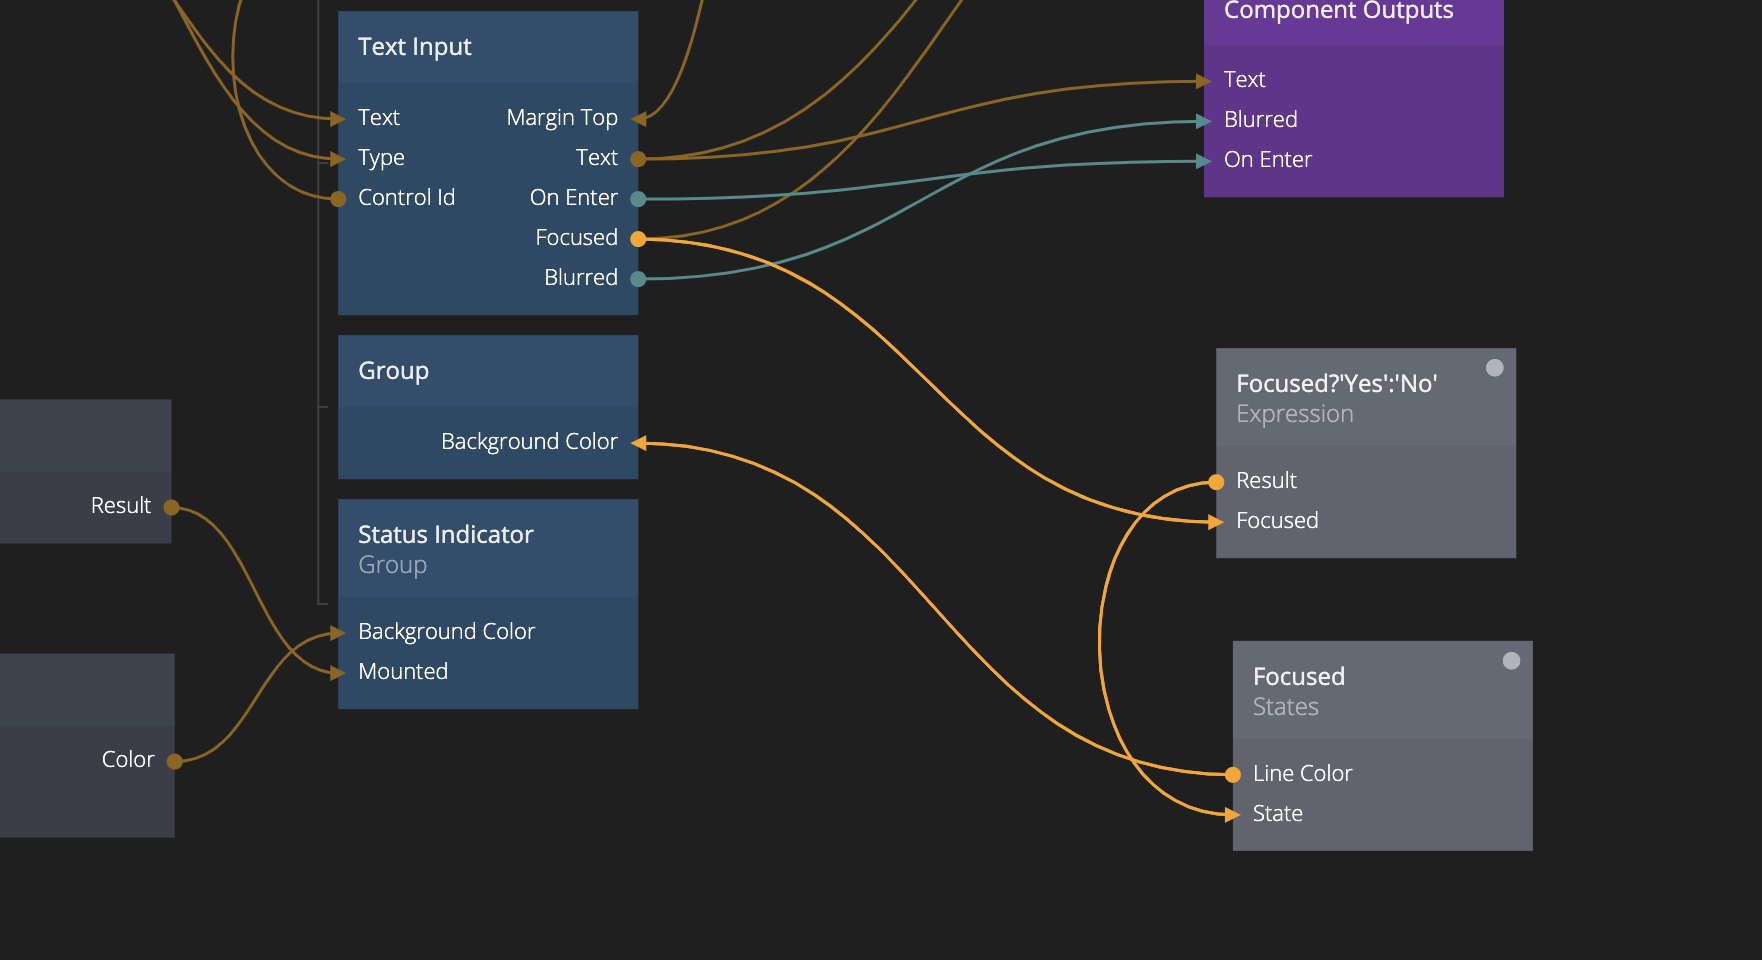 Text Input
Text
Margin Top
Type
Text
Control Id
On Enter
Focused
Blurred
Group
Background Color
Status Indicator
Group
Background Color
Mounted
Result
Color
Component Outputs
Text
Blurred
On Enter
Focused?'Yes':'No'
Expression
Result
Focused
Focused
States
Line Color
State